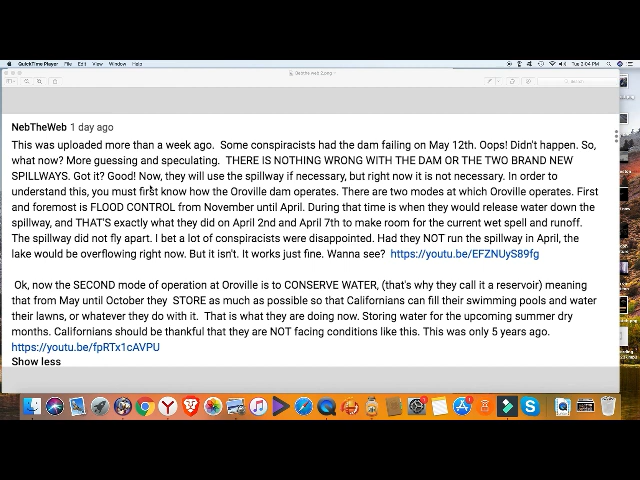 QuickTime Player File Edit View Window Help
Tue 2:04 PM
NebTheWeb 1 day ago
This was uploaded more than a week ago. Some conspiracists had the dam failing on May 12th. Oops! Didn't happen. So,
what now? More guessing and speculating. THERE IS NOTHING WRONG WITH THE DAM OR THE TWO BRAND NEW
SPILLWAYS. Got it? Good! Now, they will use the spillway if necessary, but right now it is not necessary. In order to
understand this, you must first know how the Oroville dam operates. There are two modes at which Oroville operates. First
and foremost is FLOOD CONTROL from November until April. During that time is when they would release water down the
spillway, and THAT'S exactly what they did on April 2nd and April 7th to make room for the current wet spell and runoff.
The spillway did not fly apart. I bet a lot of conspiracists were disappointed. Had they NOT run the spillway in April, the
lake would be overflowing right now. But it isn't. It works just fine. Wanna see? https://youtu.be/EFZNUyS89fg
Ok, now the SECOND mode of operation at Oroville is to CONSERVE WATER, (that's why they call it a reservoir) meaning
that from May until October they STORE as much as possible so that Californians can fill their swimming pools and water
their lawns, or whatever they do with it. That is what they are doing now. Storing water for the upcoming summer dry
months. Californians should be thankful that they are NOT facing conditions like this. This was only 5 years ago.
https://youtu.be/fpRTx1cAVPU
Show less